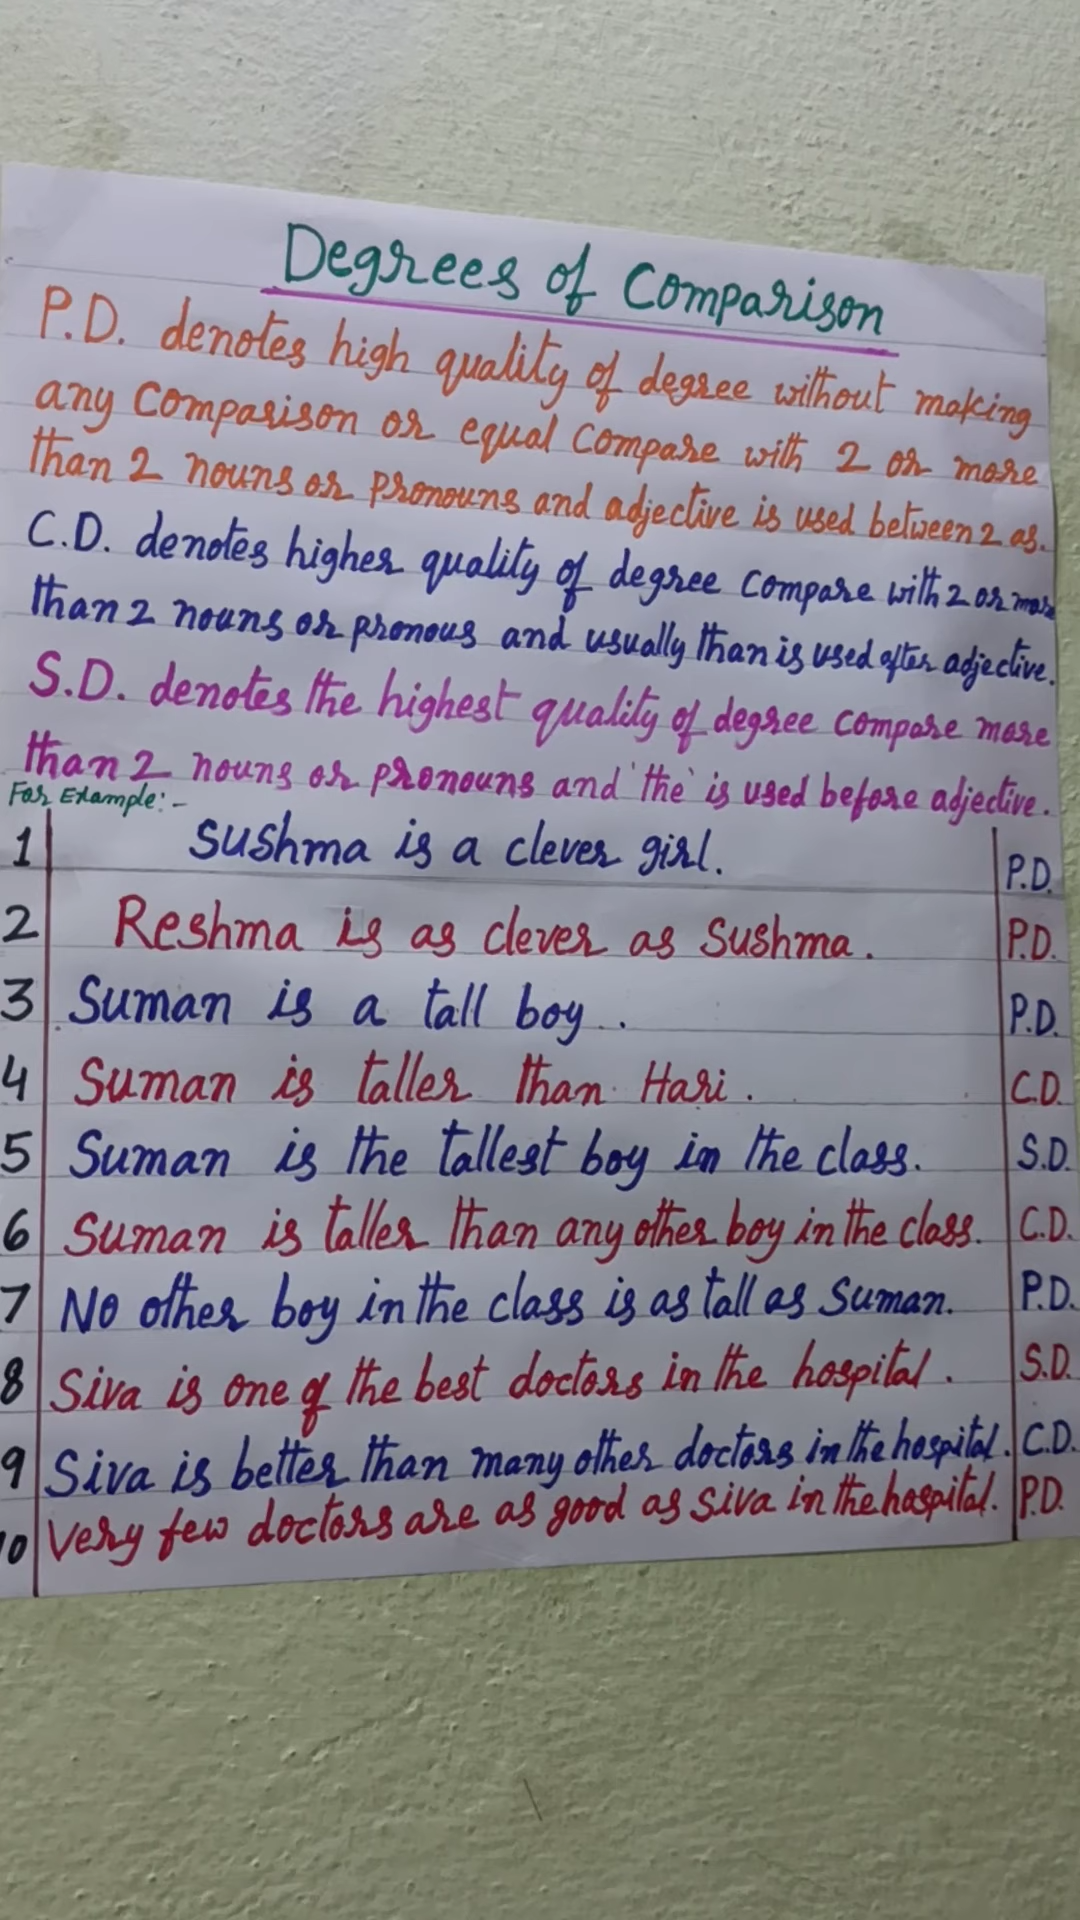 Degrees of Comparison
P.D. denotes high quality of degree without making
any Comparison or equal Compare with 2 or more
than 2 nouns or pronouns and adjective is used between 2 as.
C.D. denotes higher quality of degree Compare with 2 or more
than 2 nouns or pronous and usually than is used after adjective.
S.D. denotes the highest quality of degree Compare more
than 2 nouns or pronouns and 'the' is used before adjective.
For Example:-
1 Sushma is a clever girl. P.D.
2 Reshma is as clever as Sushma. P.D.
3 Suman is a tall boy. P.D.
4 Suman is taller than Hari. C.D.
5 Suman is the tallest boy in the class. S.D.
6 Suman is taller than any other boy in the class. C.D.
7 No other boy in the class is as tall as Suman. P.D.
8 Siva is one of the best doctors in the hospital. S.D.
9 Siva is better than many other doctors in the hospital. C.D.
10 Very few doctors are as good as Siva in the hospital. P.D.